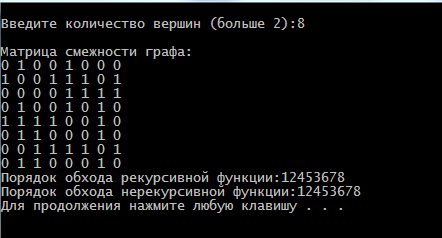 Введите количество вершин (больше 2):8
Матрица смежности графа:
0 1 0 0 1 0 0 0
1 0 0 1 1 1 0 1
0 0 0 0 1 1 1 1
0 1 0 0 1 0 1 0
1 1 1 1 0 0 1 0
0 1 1 0 0 0 1 0
0 0 1 1 1 1 0 1
0 1 1 0 0 0 1 0
Порядок обхода рекурсивной функции:12453678
Порядок обхода нерекурсивной функции:12453678
Для продолжения нажмите любую клавишу . . .